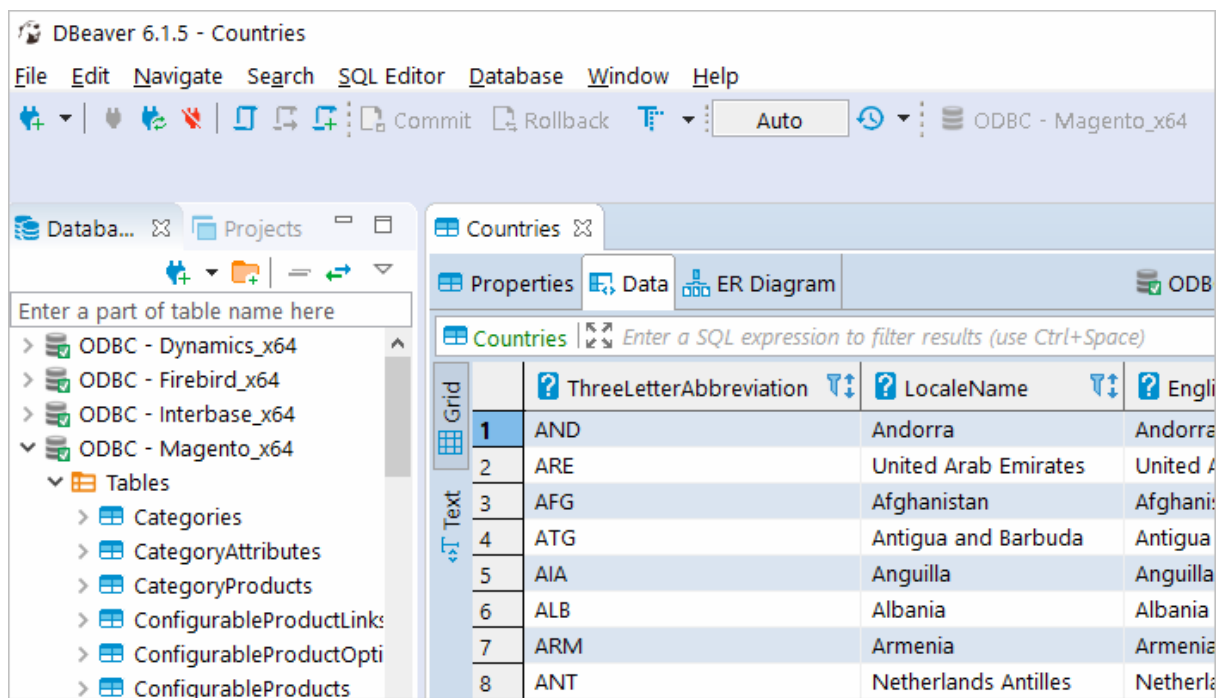 DBeaver 6.1.5 - Countries
File Edit Navigate Search SQL Editor Database Window Help
Commit Rollback Auto ODBC - Magento_x64
Databa... Projects
Enter a part of table name here
ODBC - Dynamics_x64
ODBC - Firebird_x64
ODBC - Interbase_x64
ODBC - Magento_x64
Tables
Categories
CategoryAttributes
CategoryProducts
ConfigurableProductLinks
ConfigurableProductOpti
ConfigurableProducts
Countries
Properties Data ER Diagram ODB
Countries Enter a SQL expression to filter results (use Ctrl+Space)
Grid
Text
ThreeLetterAbbreviation LocaleName Engli
1 AND Andorra Andorra
2 ARE United Arab Emirates United A
3 AFG Afghanistan Afghanis
4 ATG Antigua and Barbuda Antigua
5 AIA Anguilla Anguilla
6 ALB Albania Albania
7 ARM Armenia Armenia
8 ANT Netherlands Antilles Netherla